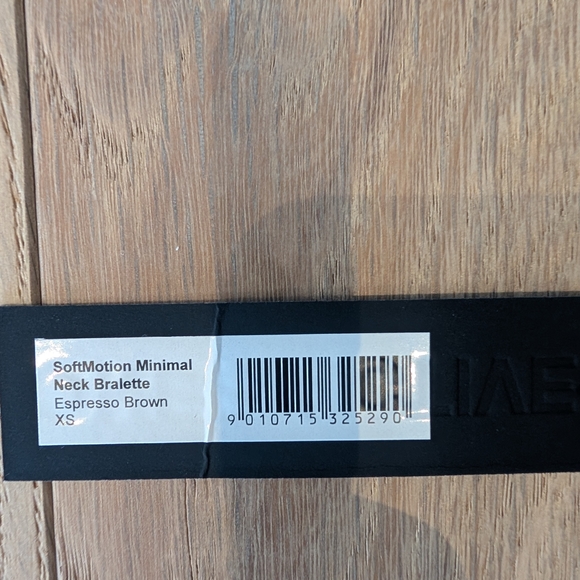 SoftMotion Minimal
Neck Bralette
Espresso Brown
XS
9 010715 325290